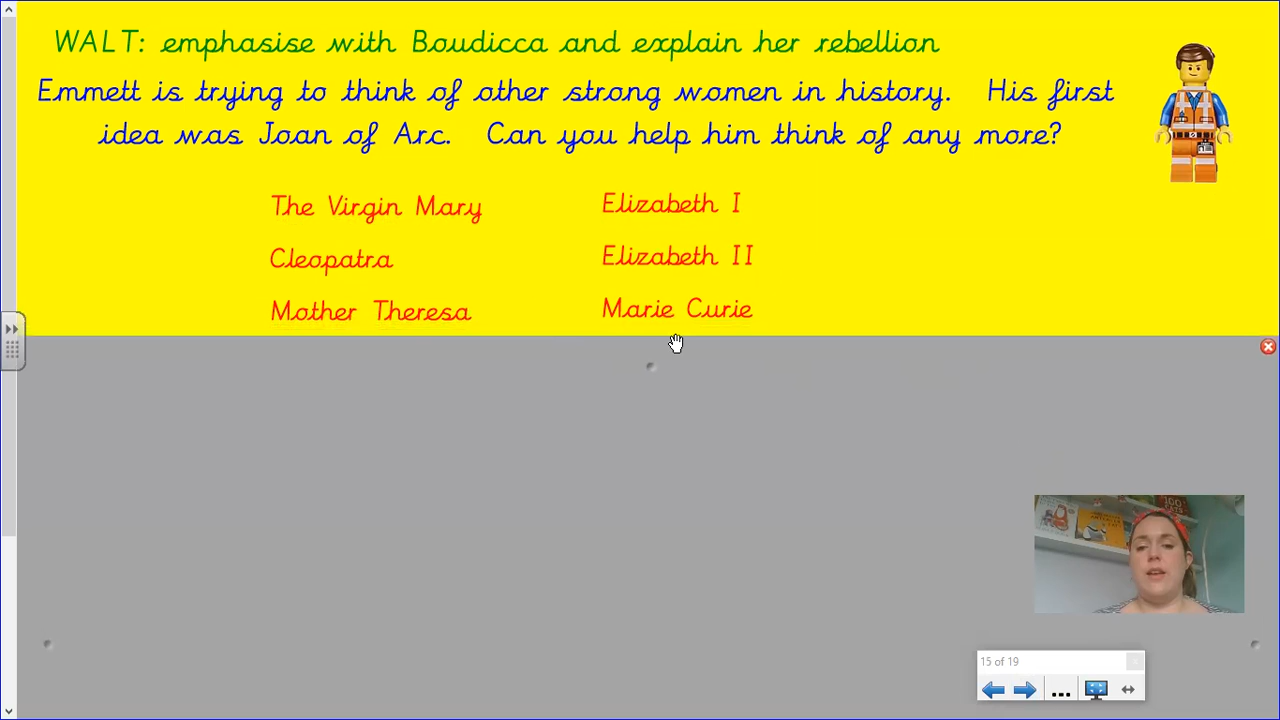 WALT: emphasise with Boudicca and explain her rebellion
Emmett is trying to think of other strong women in history. His first
idea was Joan of Arc. Can you help him think of any more?
The Virgin Mary
Cleopatra
Mother Theresa
Elizabeth I
Elizabeth II
Marie Curie
15 of 19